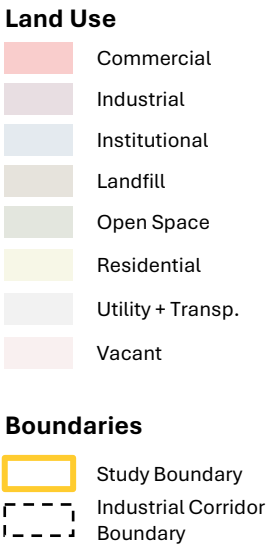 Land Use
Commercial
Industrial
Institutional
Landfill
Open Space
Residential
Utility + Transp.
Vacant
Boundaries
Study Boundary
Industrial Corridor
Boundary